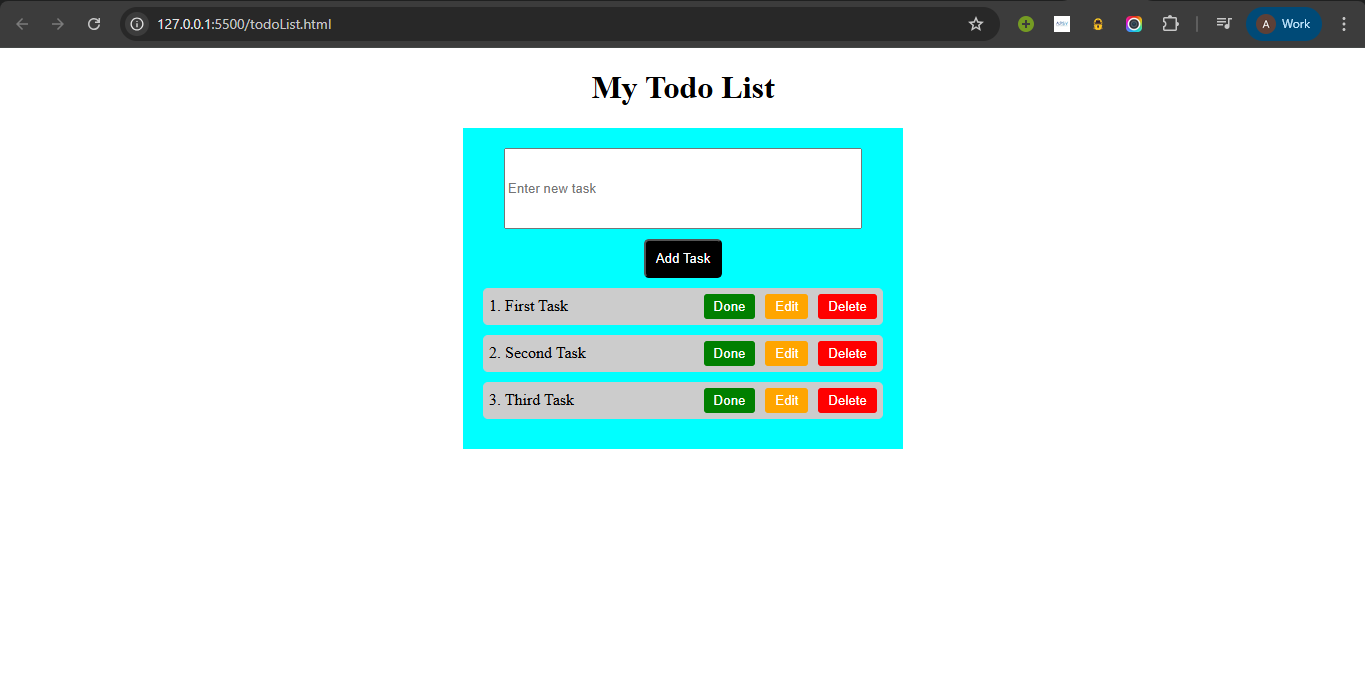 127.0.0.1:5500/todoList.html
A Work
My Todo List
Enter new task
Add Task
1. First Task Done Edit Delete
2. Second Task Done Edit Delete
3. Third Task Done Edit Delete